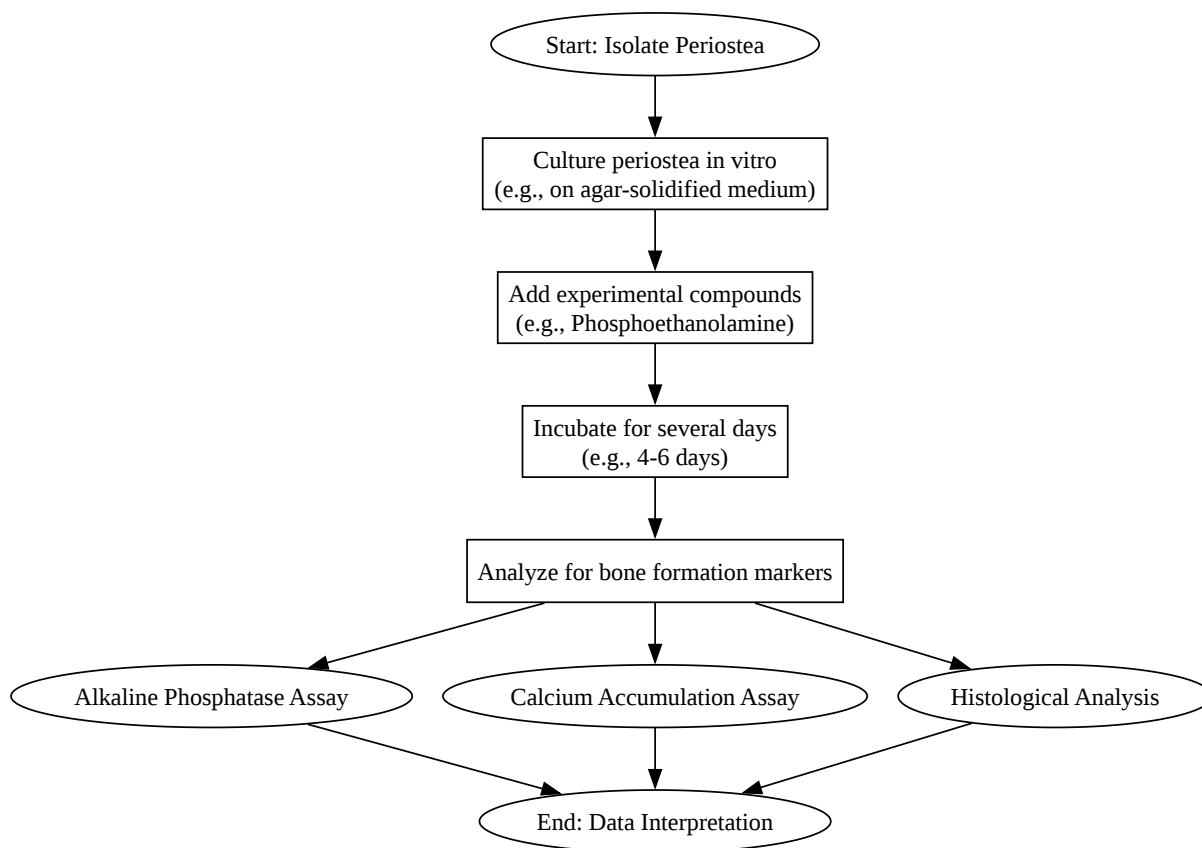 Start: Isolate Periostea
Culture periostea in vitro
(e.g., on agar-solidified medium)
Add experimental compounds
(e.g., Phosphoethanolamine)
Incubate for several days
(e.g., 4-6 days)
Analyze for bone formation markers
Alkaline Phosphatase Assay
Calcium Accumulation Assay
Histological Analysis
End: Data Interpretation